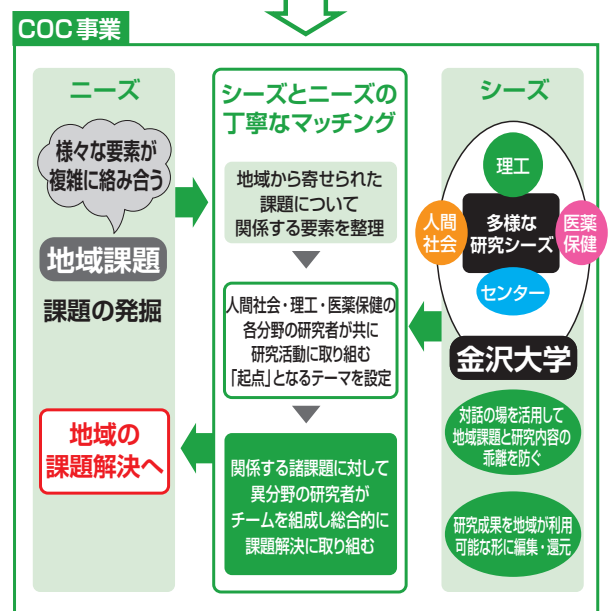 COC事業
ニーズ
様々な要素が
複雑に絡み合う
地域課題
課題の発掘
地域の
課題解決へ
シーズとニーズの
丁寧なマッチング
地域から寄せられた
課題について
関係する要素を整理
人間社会・理工・医薬保健の
各分野の研究者が共に
研究活動に取り組む
「起点」となるテーマを設定
関係する諸課題に対して
異分野の研究者が
チームを組成し総合的に
課題解決に取り組む
シーズ
理工
人間
社会
多様な
研究シーズ
医薬
保健
センター
金沢大学
対話の場を活用して
地域課題と研究内容の
乖離を防ぐ
研究成果を地域が利用
可能な形に編集・還元